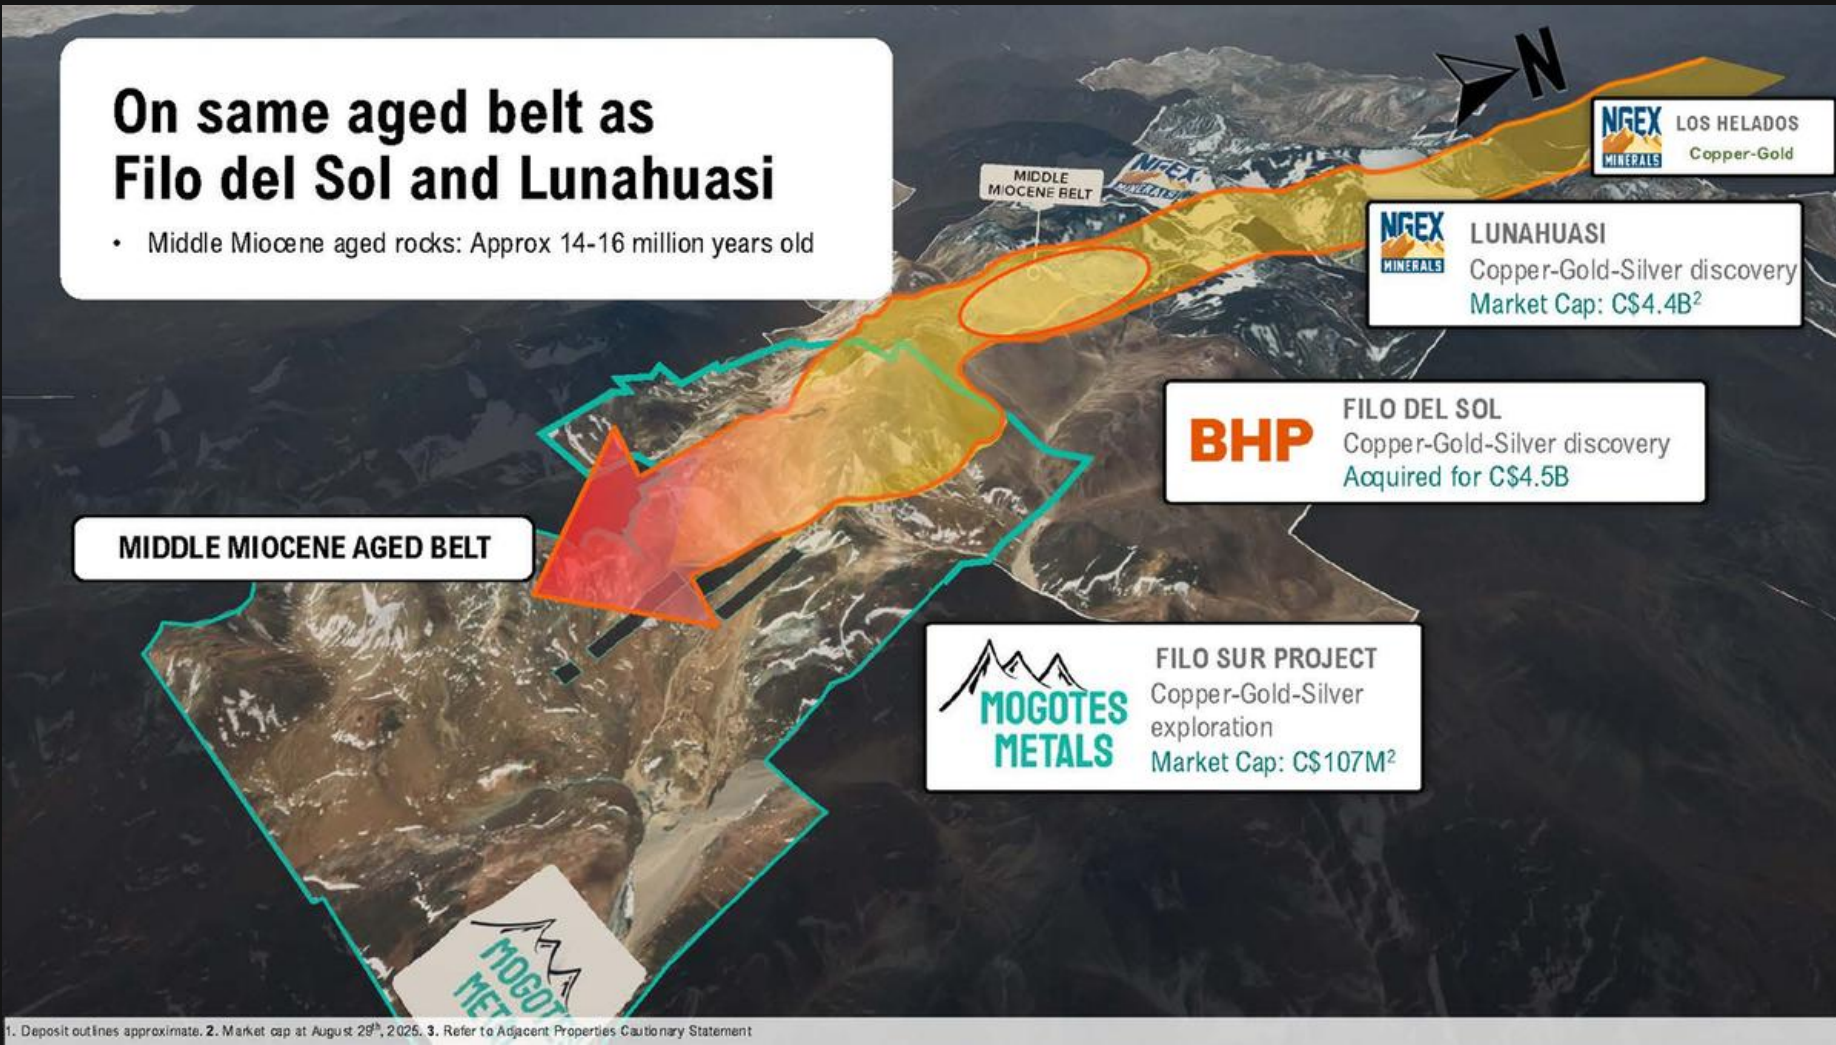 On same aged belt as
Filo del Sol and Lunahuasi
• Middle Miocene aged rocks: Approx 14-16 million years old
N
NGEX
MINERALS
LOS HELADOS
Copper-Gold
MIDDLE
MIOCENE BELT
NGEX
MINERALS
NGEX
MINERALS
LUNAHUASI
Copper-Gold-Silver discovery
Market Cap: C$4.4B²
BHP
FILO DEL SOL
Copper-Gold-Silver discovery
Acquired for C$4.5B
MIDDLE MIOCENE AGED BELT
MOGOTES
METALS
FILO SUR PROJECT
Copper-Gold-Silver
exploration
Market Cap: C$107M²
MOGOT
MET
1. Deposit outlines approximate. 2. Market cap at August 29th, 2025. 3. Refer to Adjacent Properties Cautionary Statement